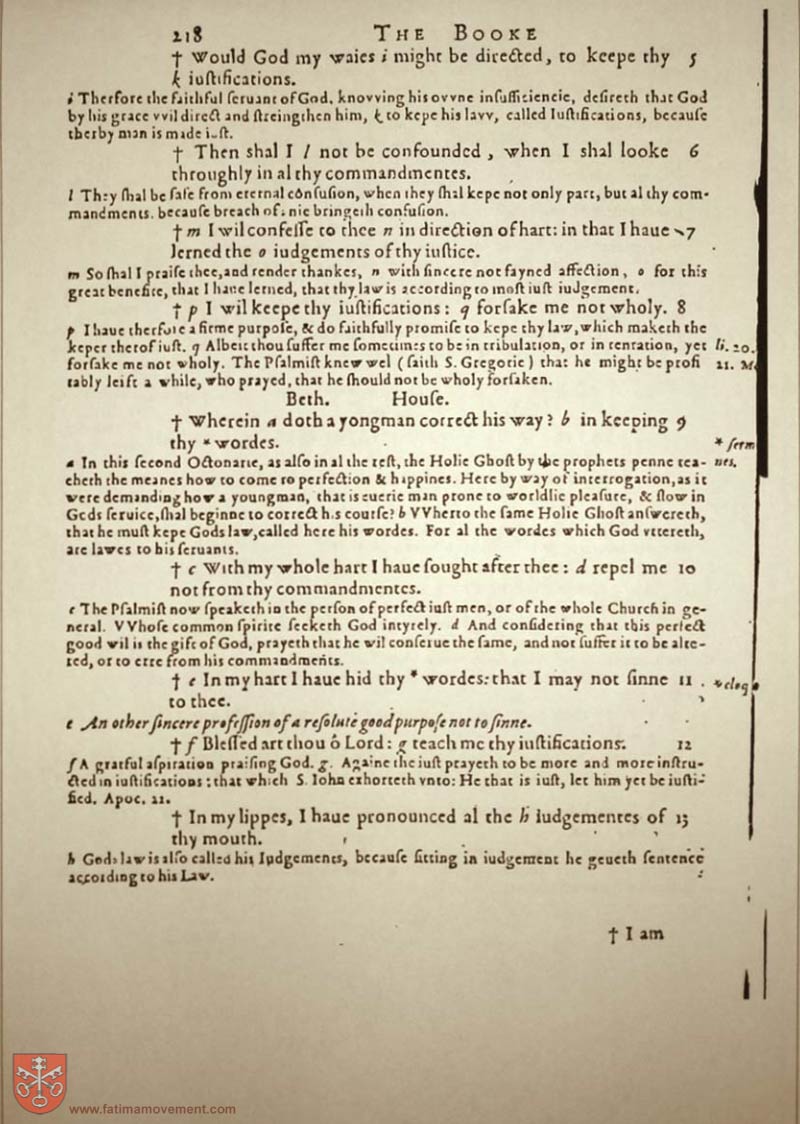 218 THE BOOKE
† Would God my waies i might be directed, to keepe thy 5
k iustifications.
i Therfore the faithful seruant of God, knovving his ovvne insufficiencie, desireth that God
by his grace vvil direct and streingthen him, & to kepe his lavv, called Iustifications, because
therby man is made iust.
† Then shal I l not be confounded, when I shal looke 6
throughly in al thy commandmentes.
l They shal be safe from eternal confusion, when they shal kepe not only part, but al thy com-
mandments. because breach of anie bringeth confusion.
† m I wil confesse to thee n in direction of hart: in that I haue 7
lerned the o iudgements of thy iustice.
m So shal I praise thee, and render thankes, n with sincere not fayned affection, o for this
great benefite, that I haue lerned, that thy law is according to most iust iudgement.
† p I wil keepe thy iustifications: q forsake me not wholy. 8
p I haue therfore a firme purpose, & do faithfully promise to kepe thy law, which maketh the
keper therof iust. q Albeit thou suffer me sometimes to be in tribulation, or in tentation, yet li. 20.
forsake me not wholy. The Psalmist knew wel (saith S. Gregorie) that he might be profi 21. Mo
tably left a while, who prayed, that he should not be wholy forsaken.
Beth. House.
† Wherein a doth a yongman correct his way? b in keeping 9
thy * wordes. * serm
a In this second Octonarie, as also in al the rest, the Holie Ghost by the prophets penne tea- nes.
cheth the meanes how to come to perfection & happines. Here by way of interrogation, as it
were demanding how a youngman, that is euerie man prone to worldlie pleasure, & slow in
Gods seruice, shal beginne to correct his course? b VVherto the same Holie Ghost answereth,
that he must kepe Gods law, called here his wordes. For al the wordes which God vttereth,
are lawes to his seruants.
† c With my whole hart I haue sought after thee: d repel me 10
not from thy commandmentes.
c The Psalmist now speaketh in the person of perfect iust men, or of the whole Church in ge-
neral. VVhose common spirite seeketh God intyrely. d And considering that this perfect
good wil is the gift of God, prayeth that he wil conserue the same, and not suffer it to be alte-
red, or to erre from his commandments.
† e In my hart I haue hid thy * wordes: that I may not sinne 11 * eloq
to thee.
e An other sincere profession of a resolute good purpose not to sinne.
† f Blessed art thou ô Lord: g teach me thy iustifications. 12
f A grateful aspiration praising God. g. Againe the iust prayeth to be more and more instru-
cted in iustifications: that which S. Iohn exhorteth vnto: He that is iust, let him yet be iusti-
fied. Apoc. 22.
† In my lippes, I haue pronounced al the h iudgementes of 13
thy mouth.
h Gods law is also called his Iudgements, because sitting in iudgement he geueth sentence
according to his Law.
† I am
www.fatimamovement.com